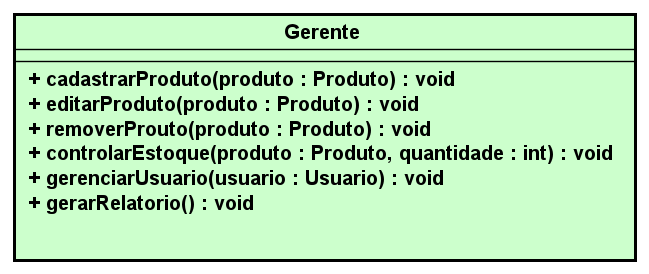 Gerente
+ cadastrarProduto(produto : Produto) : void
+ editarProduto(produto : Produto) : void
+ removerProuto(produto : Produto) : void
+ controlarEstoque(produto : Produto, quantidade : int) : void
+ gerenciarUsuario(usuario : Usuario) : void
+ gerarRelatorio() : void